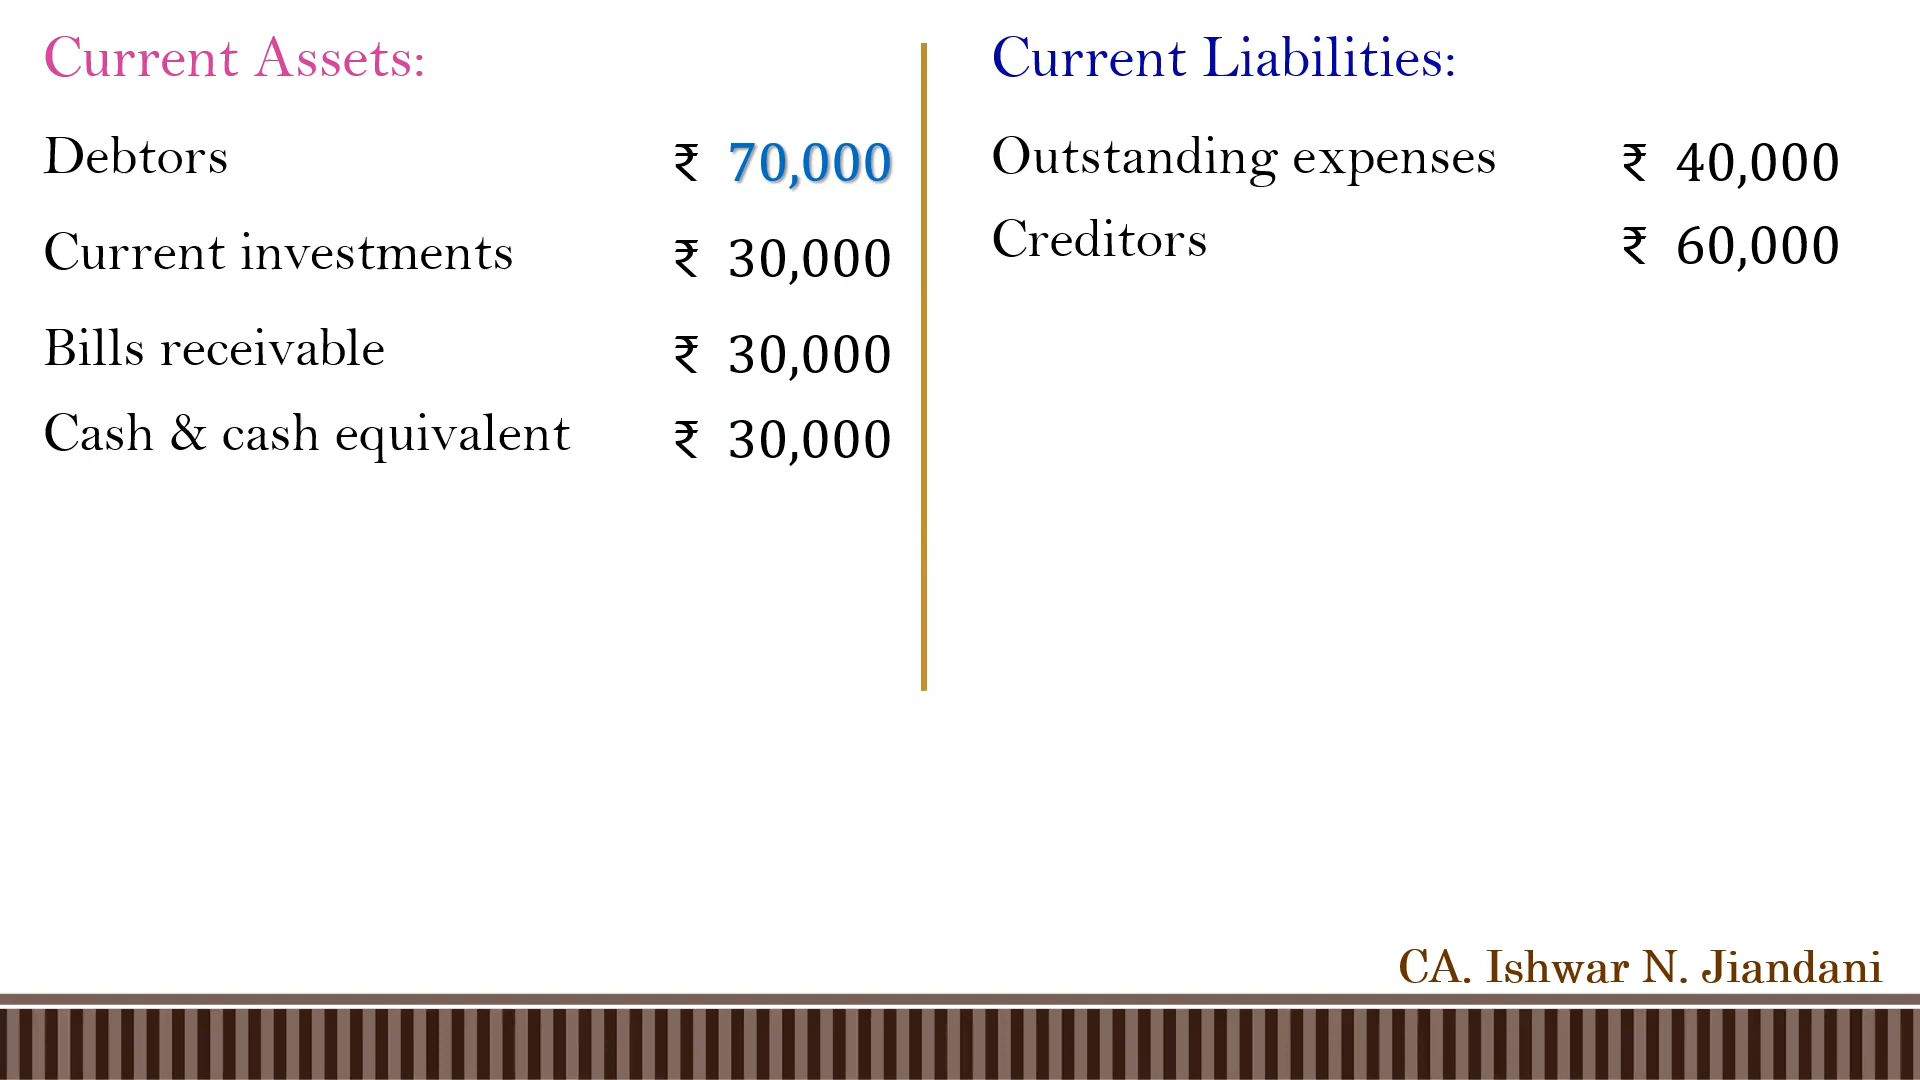 Current Assets:
Debtors ₹ 70,000
Current investments ₹ 30,000
Bills receivable ₹ 30,000
Cash & cash equivalent ₹ 30,000
Current Liabilities:
Outstanding expenses ₹ 40,000
Creditors ₹ 60,000
CA. Ishwar N. Jiandani